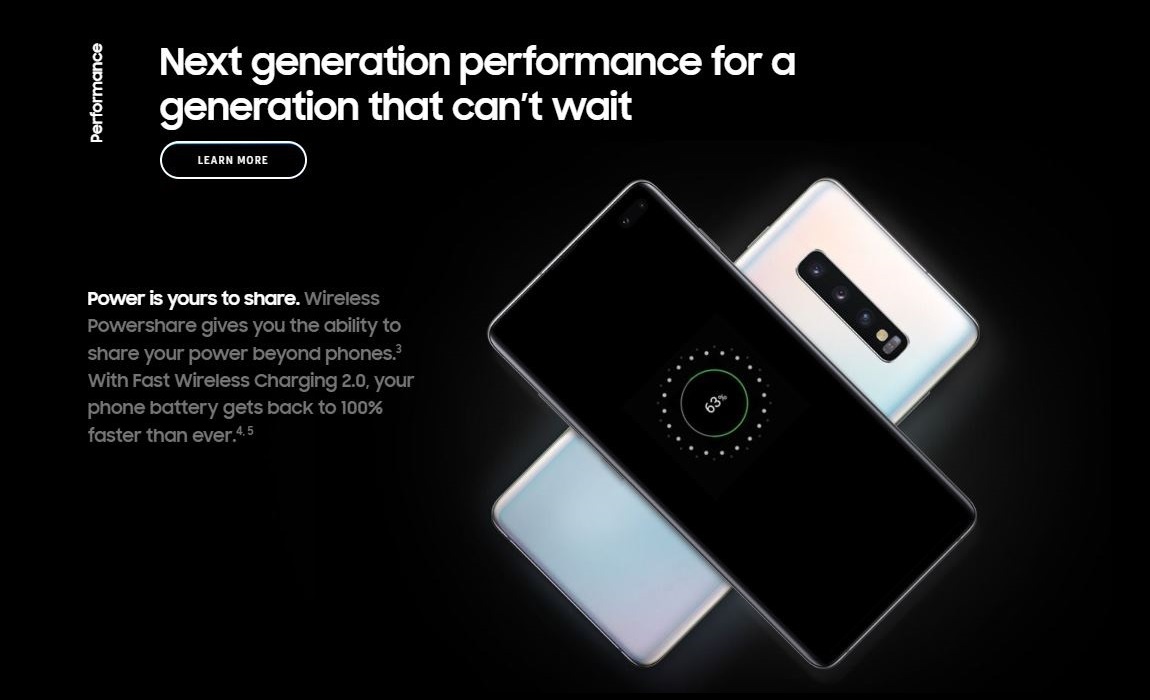 Performance
Next generation performance for a
generation that can't wait
LEARN MORE
Power is yours to share. Wireless
Powershare gives you the ability to
share your power beyond phones.3
With Fast Wireless Charging 2.0, your
phone battery gets back to 100%
faster than ever.4, 5
63%